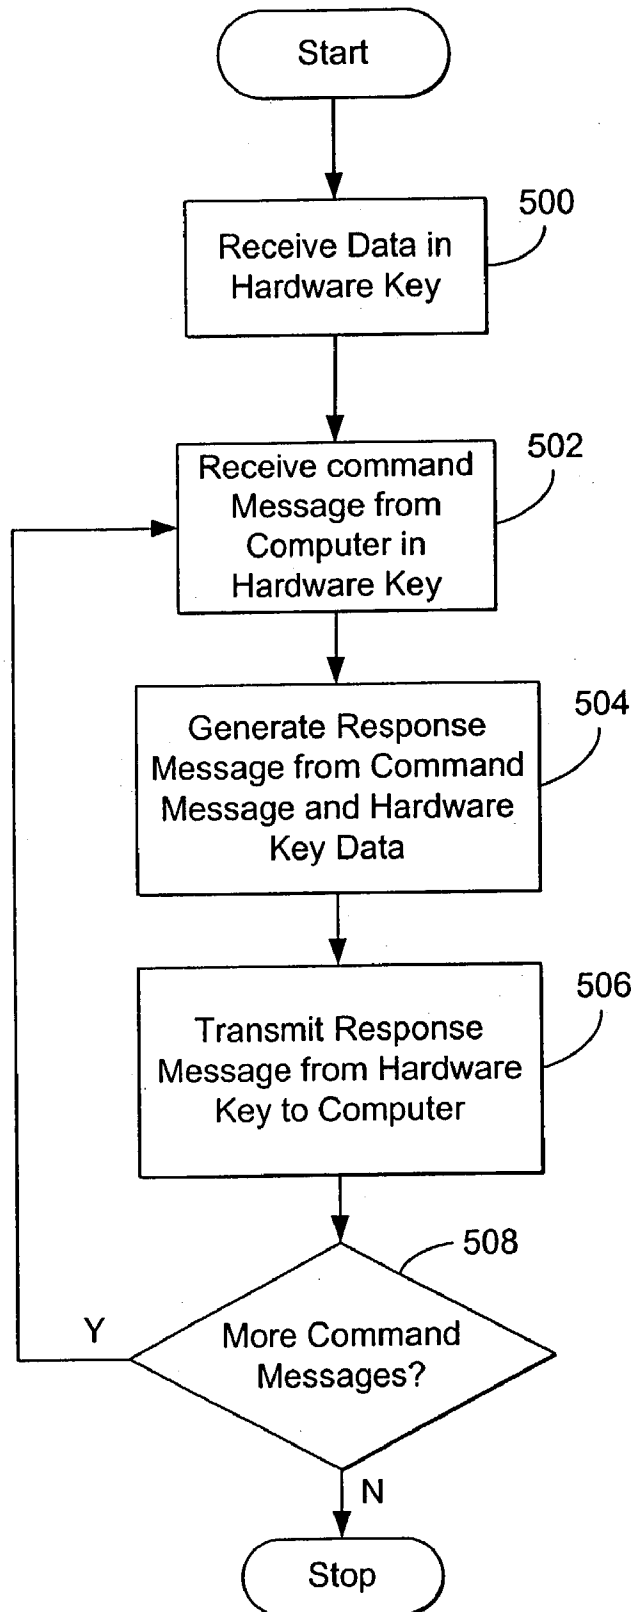 Start
500
Receive Data in
Hardware Key
502
Receive command
Message from
Computer in
Hardware Key
504
Generate Response
Message from Command
Message and Hardware
Key Data
506
Transmit Response
Message from Hardware
Key to Computer
508
More Command
Messages?
Y
N
Stop